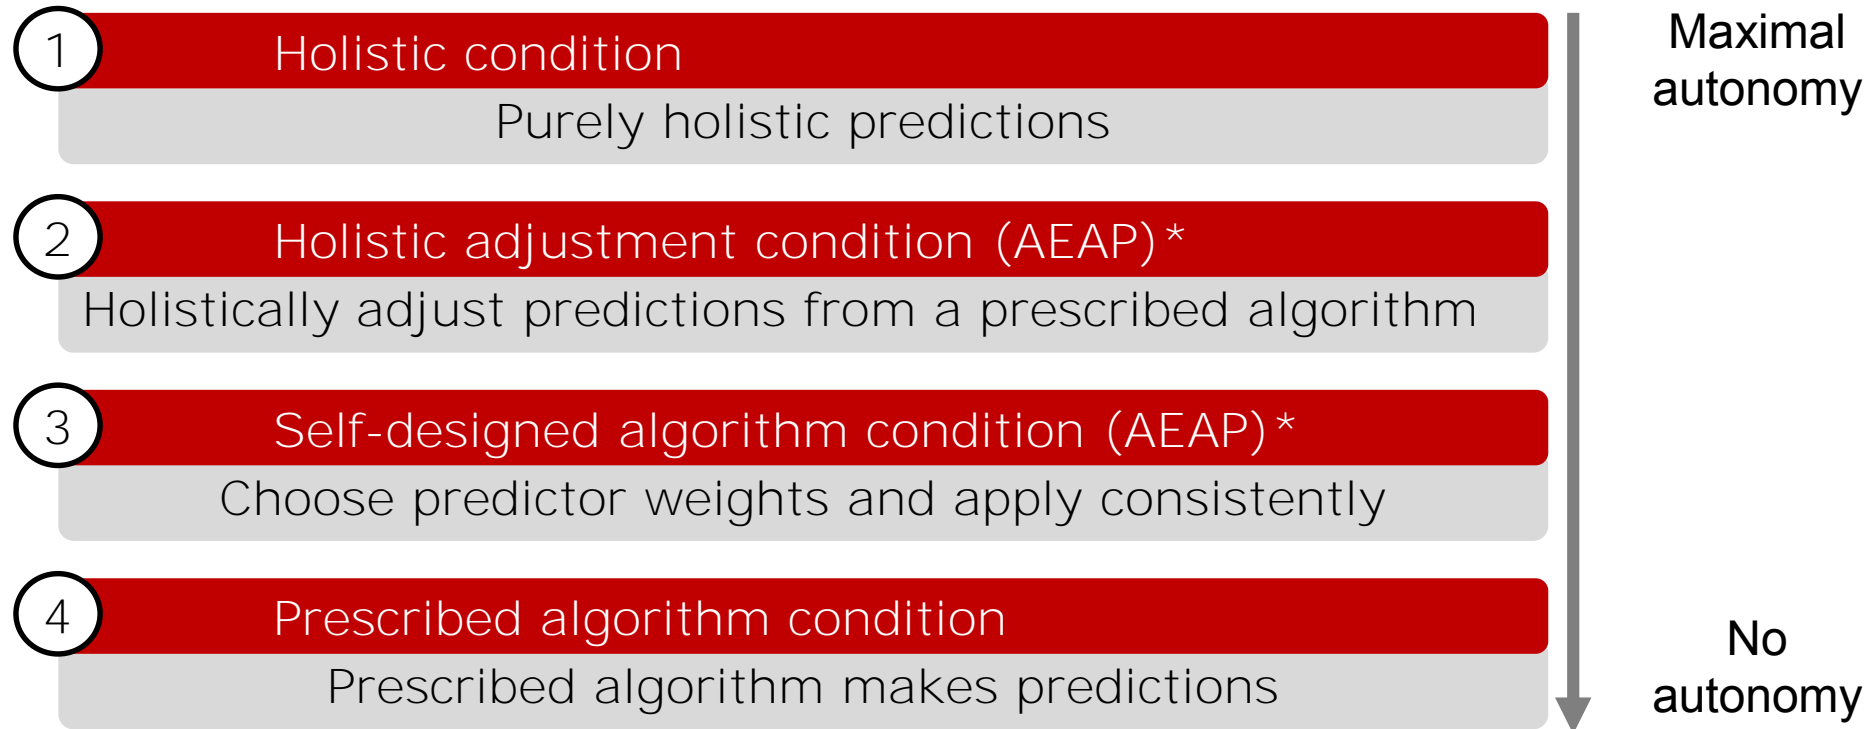 1
Holistic condition
Purely holistic predictions
Maximal
autonomy
2
Holistic adjustment condition (AEAP)*
Holistically adjust predictions from a prescribed algorithm
3
Self-designed algorithm condition (AEAP)*
Choose predictor weights and apply consistently
4
Prescribed algorithm condition
Prescribed algorithm makes predictions
No
autonomy